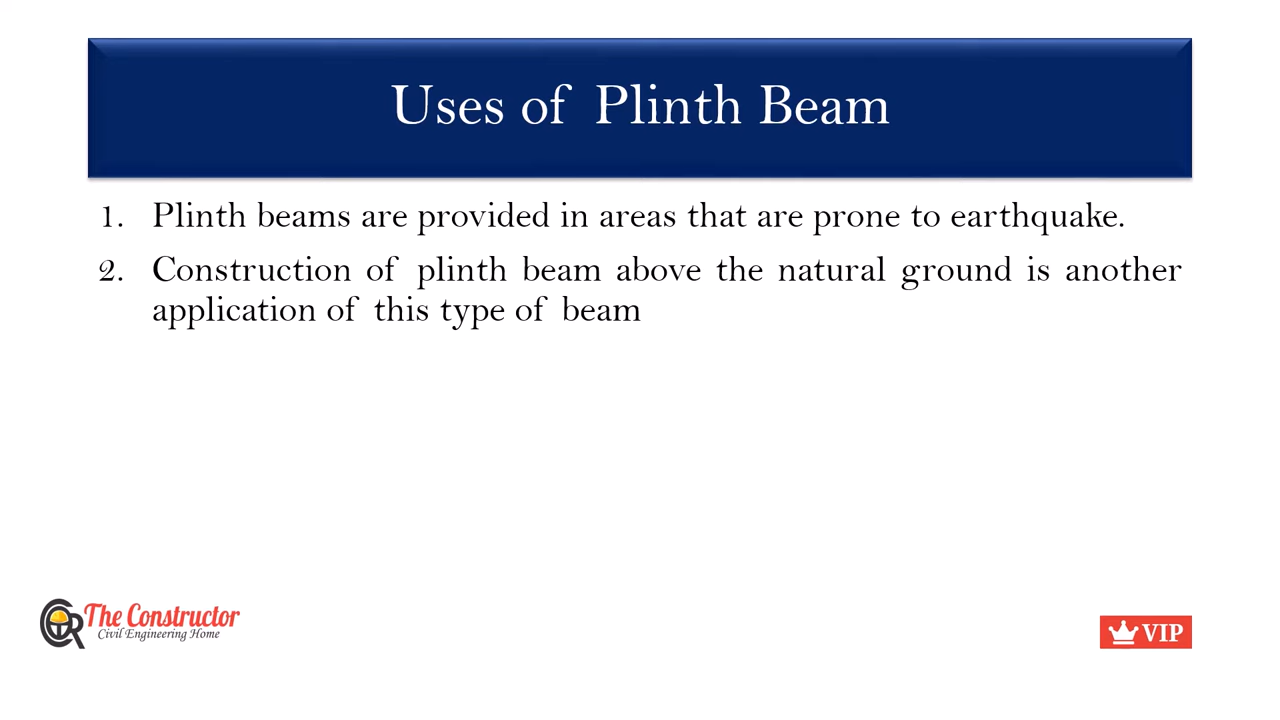 Uses of Plinth Beam
1. Plinth beams are provided in areas that are prone to earthquake.
2. Construction of plinth beam above the natural ground is another
application of this type of beam
The Constructor
Civil Engineering Home
VIP